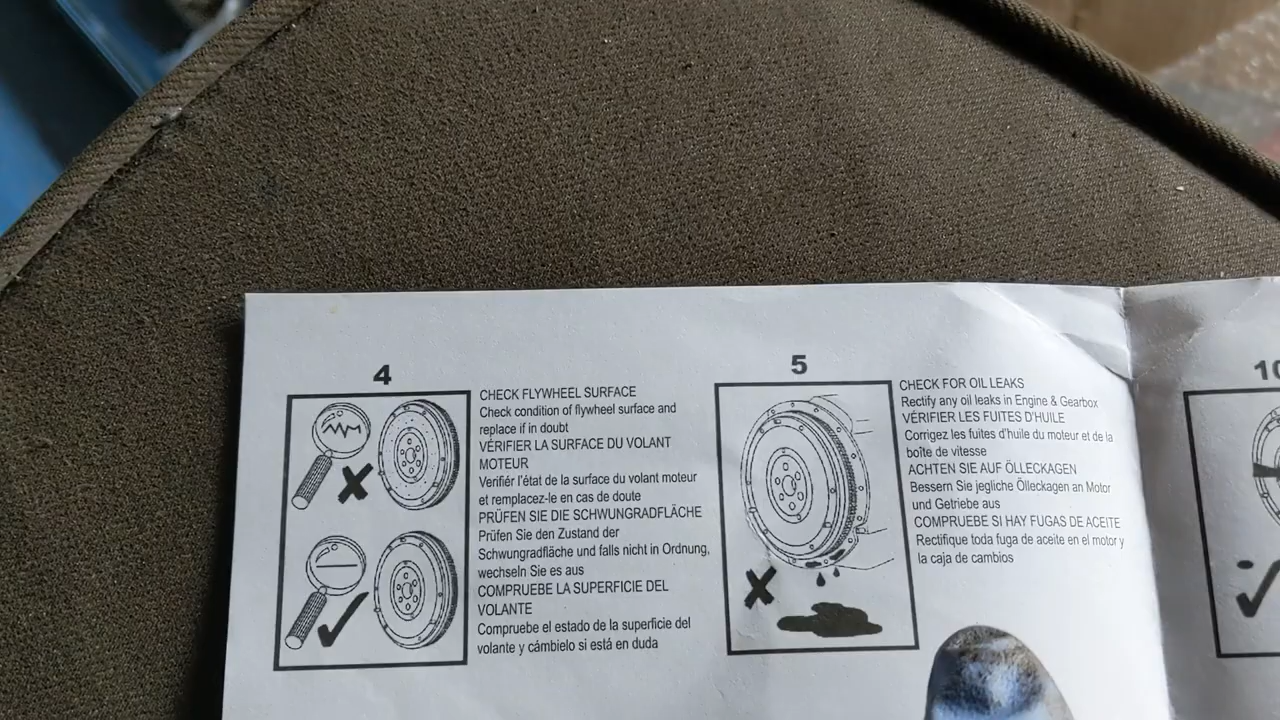 4
CHECK FLYWHEEL SURFACE
Check condition of flywheel surface and
replace if in doubt
VÉRIFIER LA SURFACE DU VOLANT
MOTEUR
Verifiér l'état de la surface du volant moteur
et remplacez-le en cas de doute
PRÜFEN SIE DIE SCHWUNGRADFLÄCHE
Prüfen Sie den Zustand der
Schwungradfläche und falls nicht in Ordnung,
wechseln Sie es aus
COMPRUEBE LA SUPERFICIE DEL
VOLANTE
Compruebe el estado de la superficie del
volante y cámbielo si está en duda
5
CHECK FOR OIL LEAKS
Rectify any oil leaks in Engine & Gearbox
VÉRIFIER LES FUITES D'HUILE
Corrigez les fuites d'huile du moteur et de la
boîte de vitesse
ACHTEN SIE AUF ÖLLECKAGEN
Bessern Sie jegliche Ölleckagen an Motor
und Getriebe aus
COMPRUEBE SI HAY FUGAS DE ACEITE
Rectifique toda fuga de aceite en el motor y
la caja de cambios
10